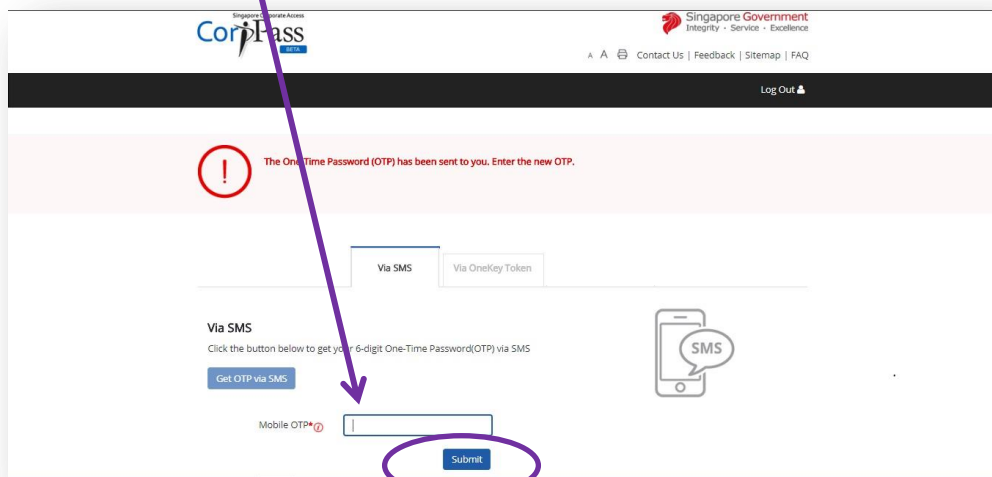 Singapore Corporate Access
CorpPass
BETA
Singapore Government
Integrity · Service · Excellence
A A Contact Us | Feedback | Sitemap | FAQ
Log Out
! The One-Time Password (OTP) has been sent to you. Enter the new OTP.
Via SMS Via OneKey Token
Via SMS
Click the button below to get your 6-digit One-Time Password(OTP) via SMS
SMS
Get OTP via SMS
Mobile OTP*
Submit